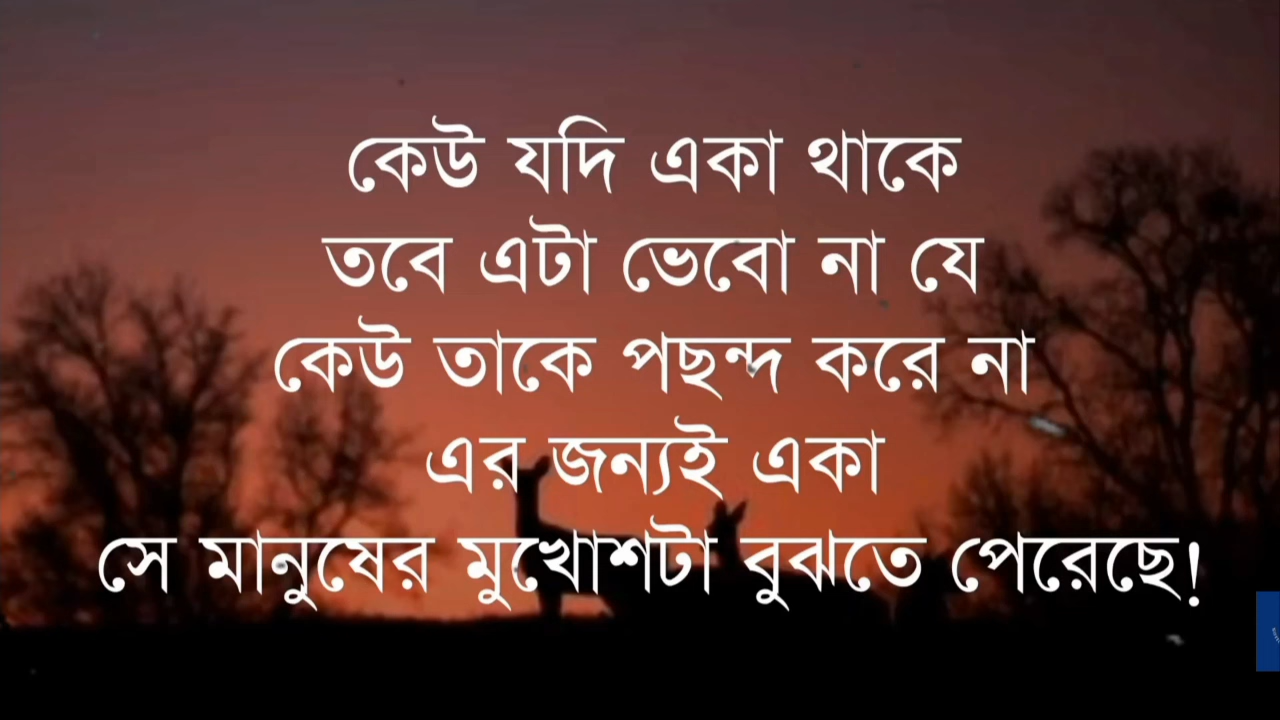 কেউ যদি একা থাকে
তবে এটা ভেবো না যে
কেউ তাকে পছন্দ করে না
এর জন্যই একা
সে মানুষের মুখোশটা বুঝতে পেরেছে!